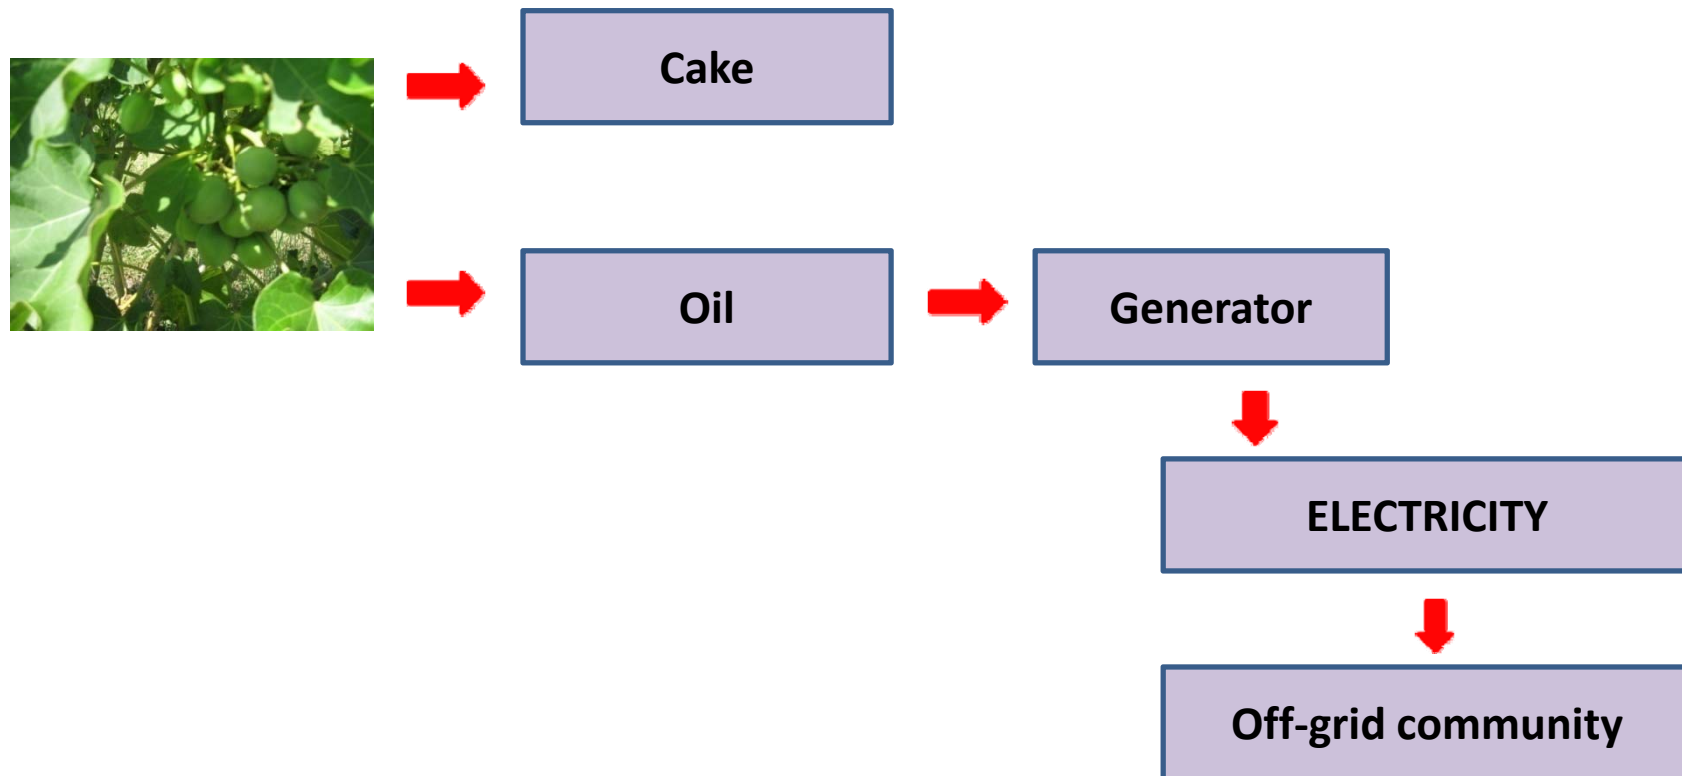 Cake
Oil
Generator
ELECTRICITY
Off-grid community